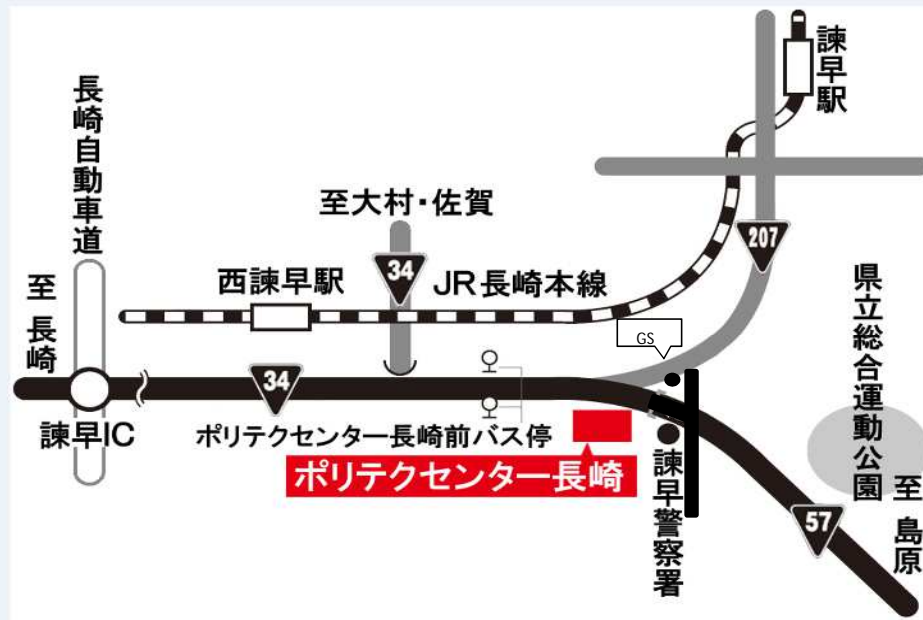 諫早駅
長崎自動車道
至大村・佐賀
34
207
西諫早駅
JR長崎本線
至 長崎
県立総合運動公園
GS
34
諫早IC
ポリテクセンター長崎前バス停
ポリテクセンター長崎
諫早警察署
57
至 島原